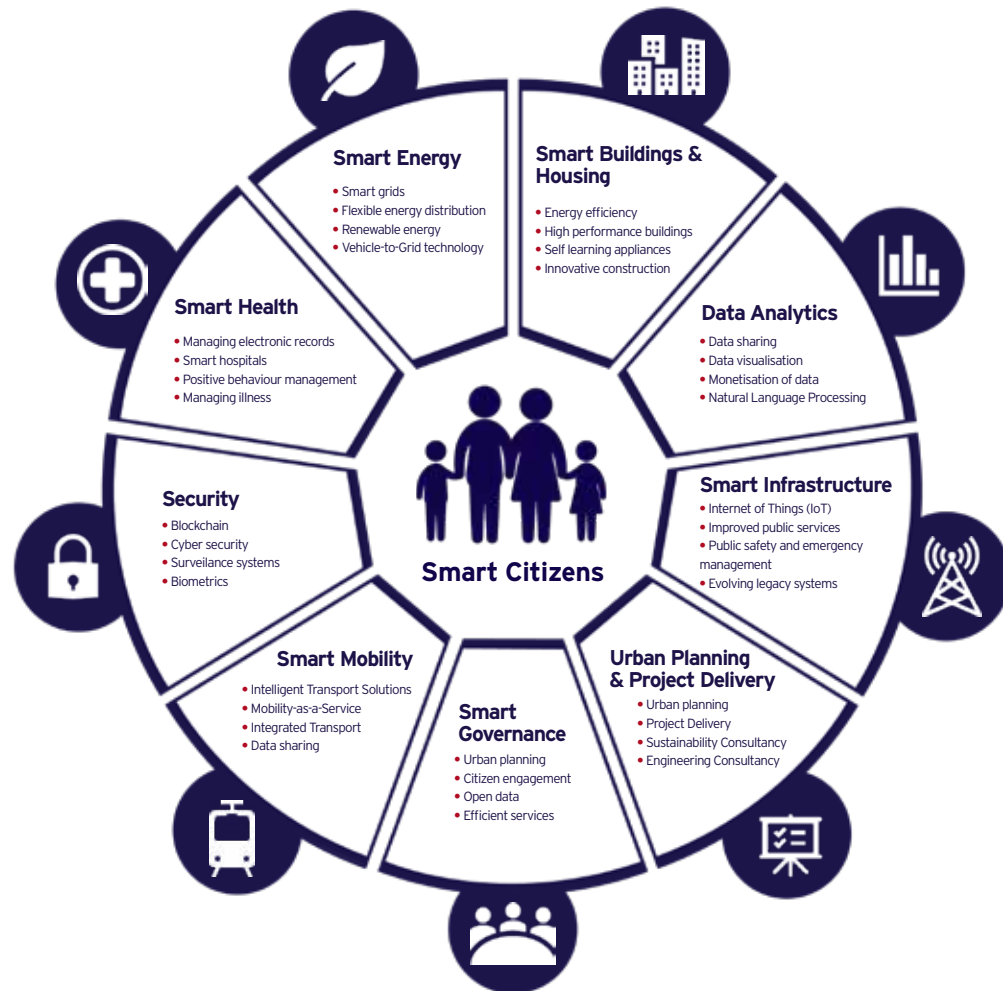 Smart Energy
• Smart grids
• Flexible energy distribution
• Renewable energy
• Vehicle-to-Grid technology
Smart Buildings &
Housing
• Energy efficiency
• High performance buildings
• Self learning appliances
• Innovative construction
Data Analytics
• Data sharing
• Data visualisation
• Monetisation of data
• Natural Language Processing
Smart Infrastructure
• Internet of Things (IoT)
• Improved public services
• Public safety and emergency
management
• Evolving legacy systems
Urban Planning
& Project Delivery
• Urban planning
• Project Delivery
• Sustainability Consultancy
• Engineering Consultancy
Smart
Governance
• Urban planning
• Citizen engagement
• Open data
• Efficient services
Smart Mobility
• Intelligent Transport Solutions
• Mobility-as-a-Service
• Integrated Transport
• Data sharing
Security
• Blockchain
• Cyber security
• Surveilance systems
• Biometrics
Smart Health
• Managing electronic records
• Smart hospitals
• Positive behaviour management
• Managing illness
Smart Citizens